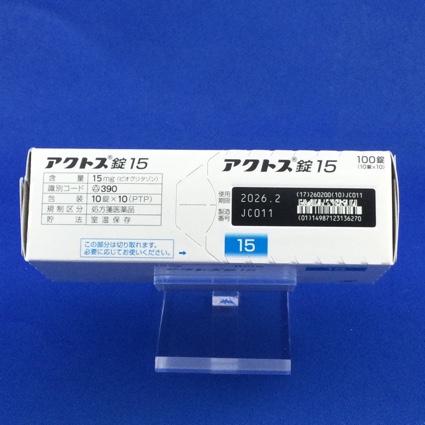 アクトス®錠15
含量 15mg(ピオグリタゾン)
識別コード 390
包装 10錠×10(PTP)
規制区分 処方箋医薬品
貯法 室温保存
この部分は切り取れます。
必要に応じてお使いください。
アクトス®錠15
100錠
(10錠×10)
使用期限 2026.2
製造番号 JC011
(17)260200(10)JC011
(01)14987123136270
15